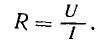 R = U/I.